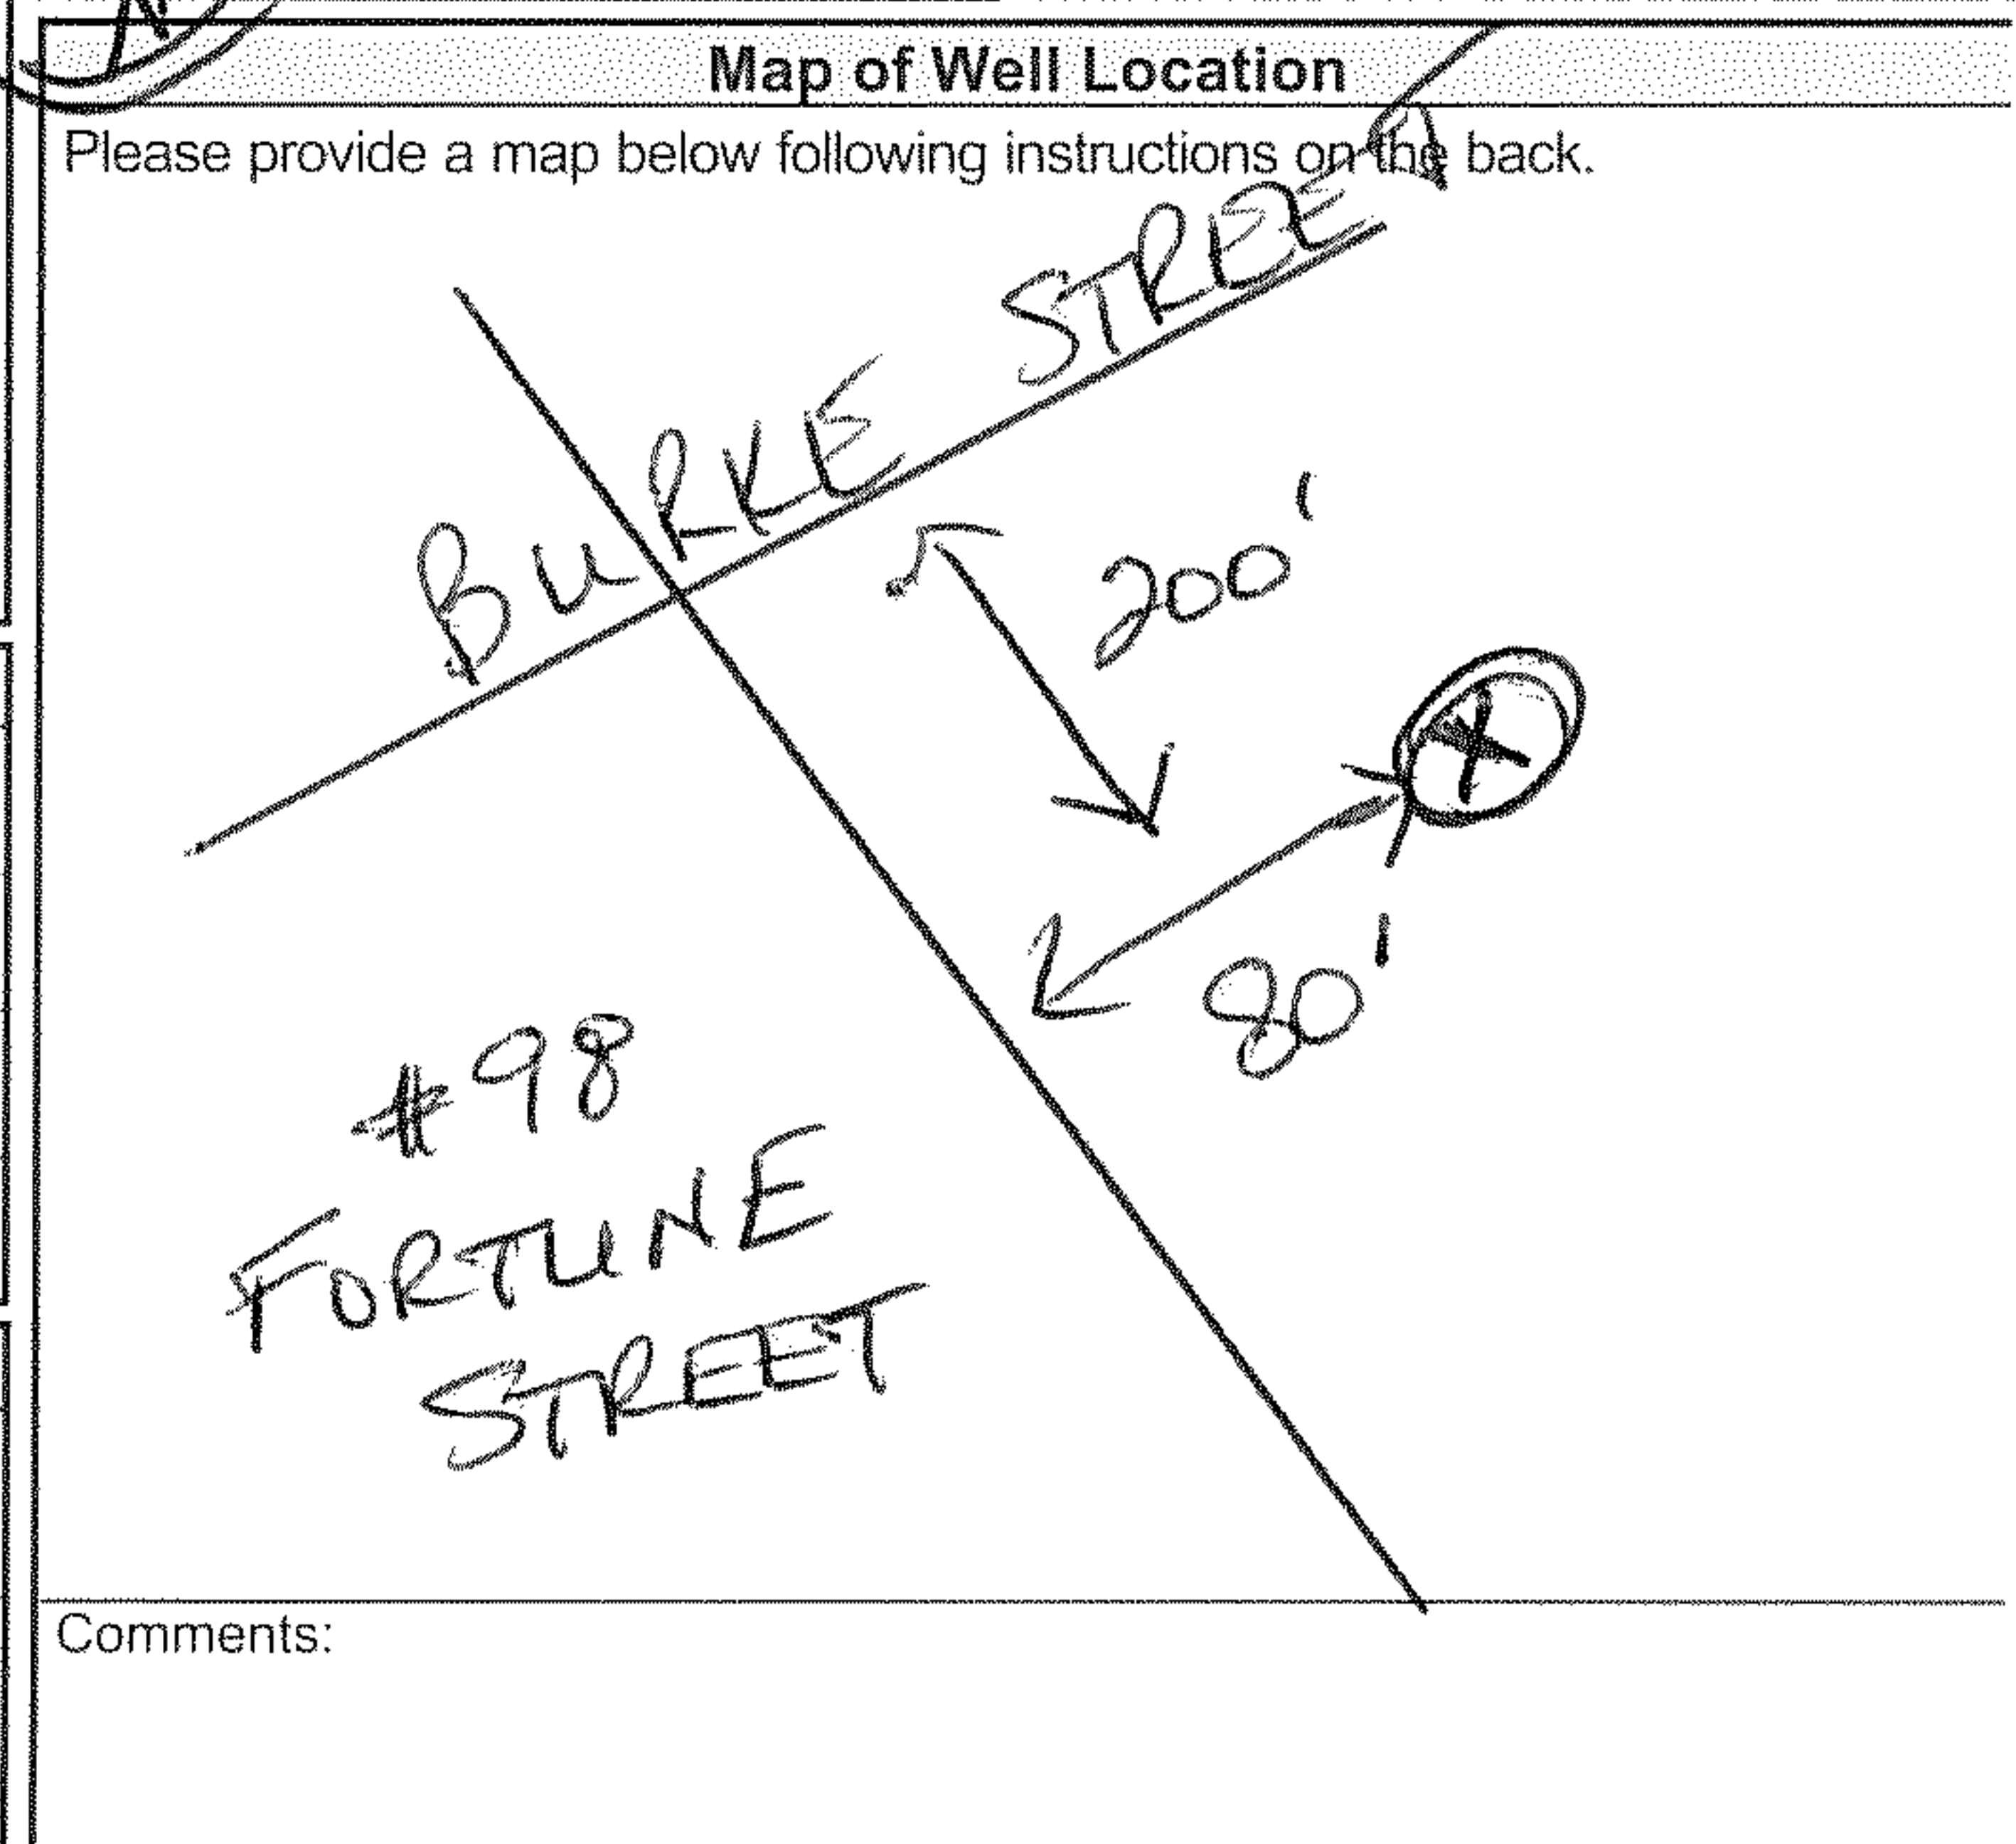 Map of Well Location
Please provide a map below following instructions on the back.
BURKE STREET
200'
80'
#98
FORTUNE
STREET
Comments: